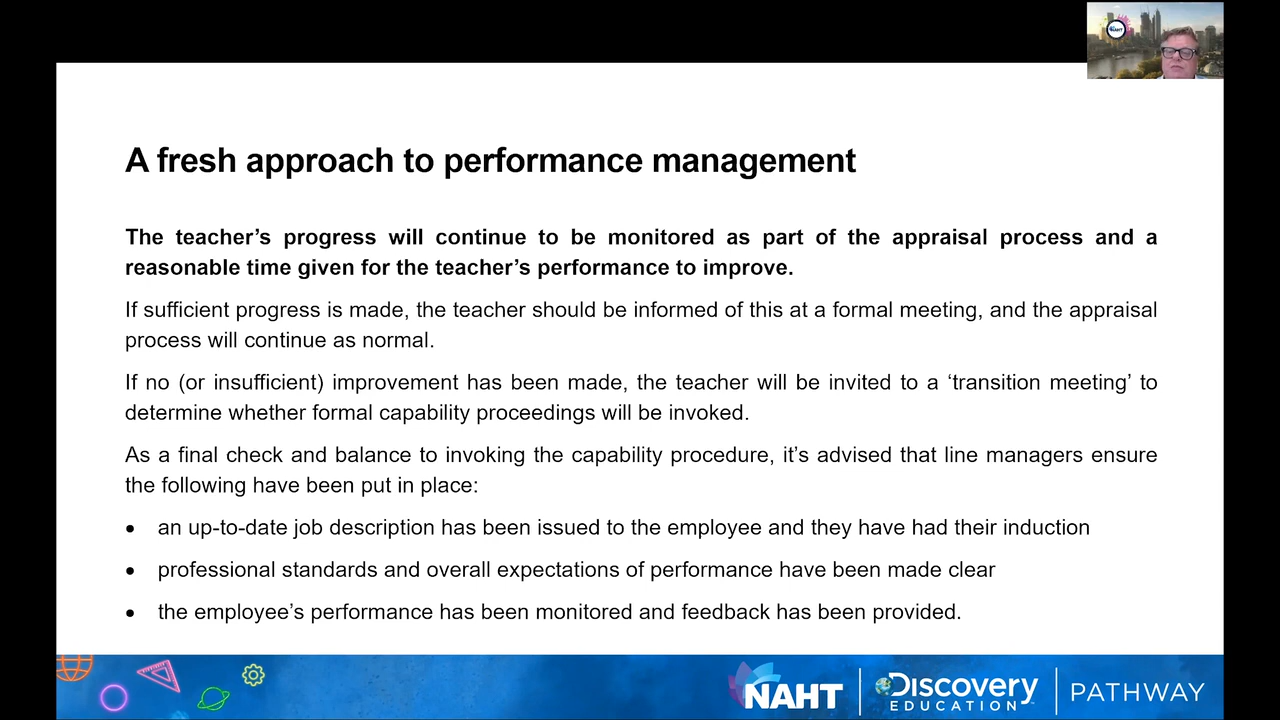 NAHT
A fresh approach to performance management
The teacher’s progress will continue to be monitored as part of the appraisal process and a
reasonable time given for the teacher’s performance to improve.
If sufficient progress is made, the teacher should be informed of this at a formal meeting, and the appraisal
process will continue as normal.
If no (or insufficient) improvement has been made, the teacher will be invited to a ‘transition meeting’ to
determine whether formal capability proceedings will be invoked.
As a final check and balance to invoking the capability procedure, it’s advised that line managers ensure
the following have been put in place:
• an up-to-date job description has been issued to the employee and they have had their induction
• professional standards and overall expectations of performance have been made clear
• the employee’s performance has been monitored and feedback has been provided.
NAHT
Discovery
EDUCATION
PATHWAY